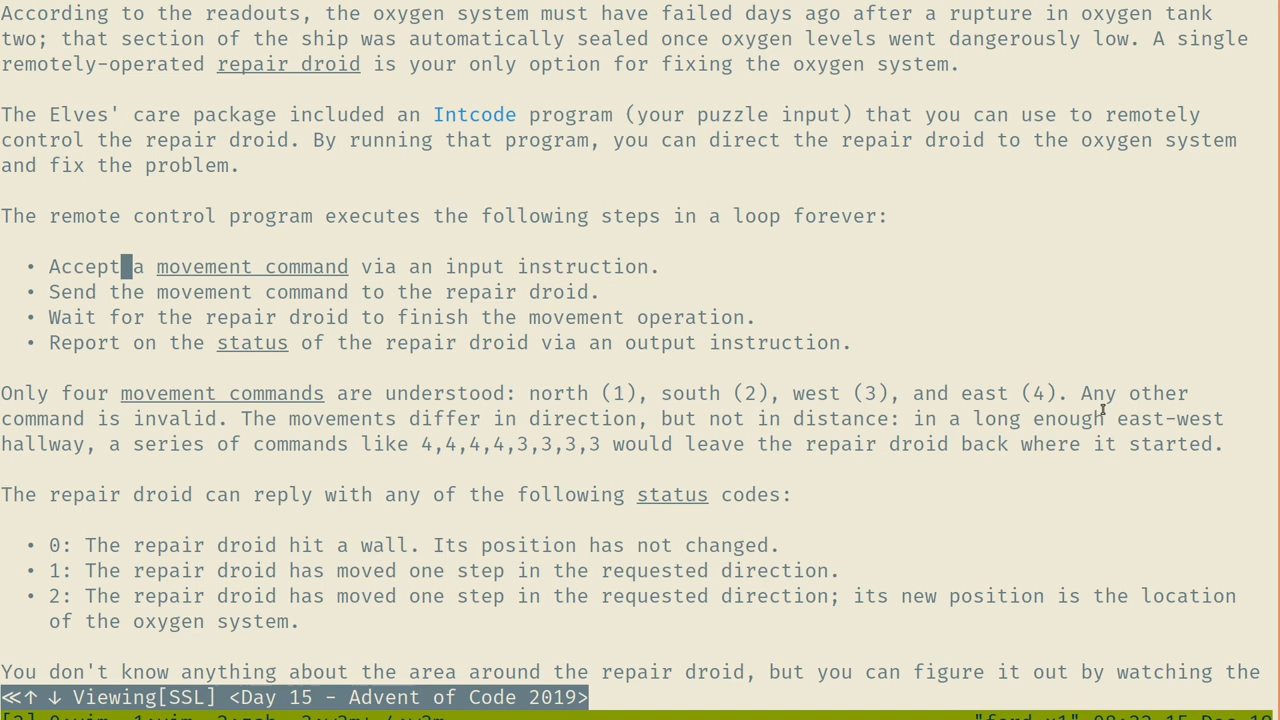 According to the readouts, the oxygen system must have failed days ago after a rupture in oxygen tank
two; that section of the ship was automatically sealed once oxygen levels went dangerously low. A single
remotely-operated repair droid is your only option for fixing the oxygen system.
The Elves' care package included an Intcode program (your puzzle input) that you can use to remotely
control the repair droid. By running that program, you can direct the repair droid to the oxygen system
and fix the problem.
The remote control program executes the following steps in a loop forever:
• Accept a movement command via an input instruction.
• Send the movement command to the repair droid.
• Wait for the repair droid to finish the movement operation.
• Report on the status of the repair droid via an output instruction.
Only four movement commands are understood: north (1), south (2), west (3), and east (4). Any other
command is invalid. The movements differ in direction, but not in distance: in a long enough east-west
hallway, a series of commands like 4,4,4,4,3,3,3,3 would leave the repair droid back where it started.
The repair droid can reply with any of the following status codes:
• 0: The repair droid hit a wall. Its position has not changed.
• 1: The repair droid has moved one step in the requested direction.
• 2: The repair droid has moved one step in the requested direction; its new position is the location
of the oxygen system.
You don't know anything about the area around the repair droid, but you can figure it out by watching the
≪↑ ↓ Viewing[SSL] <Day 15 - Advent of Code 2019>